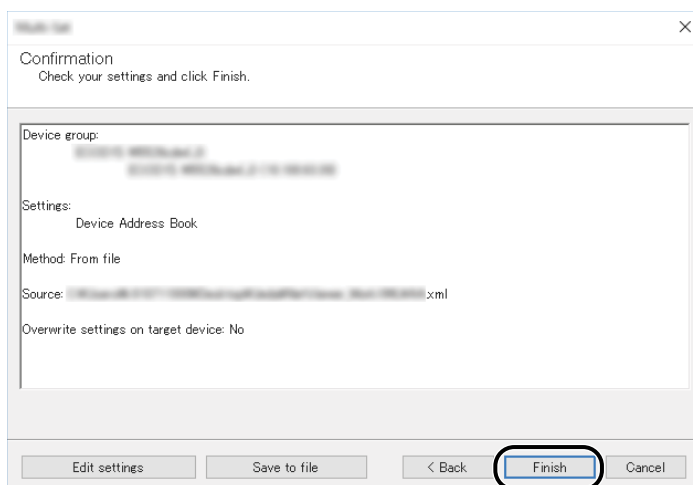 Confirmation
Check your settings and click Finish.
Device group:
Settings:
Device Address Book
Method: From file
Source: .xml
Overwrite settings on target device: No
Edit settings
Save to file
< Back
Finish
Cancel